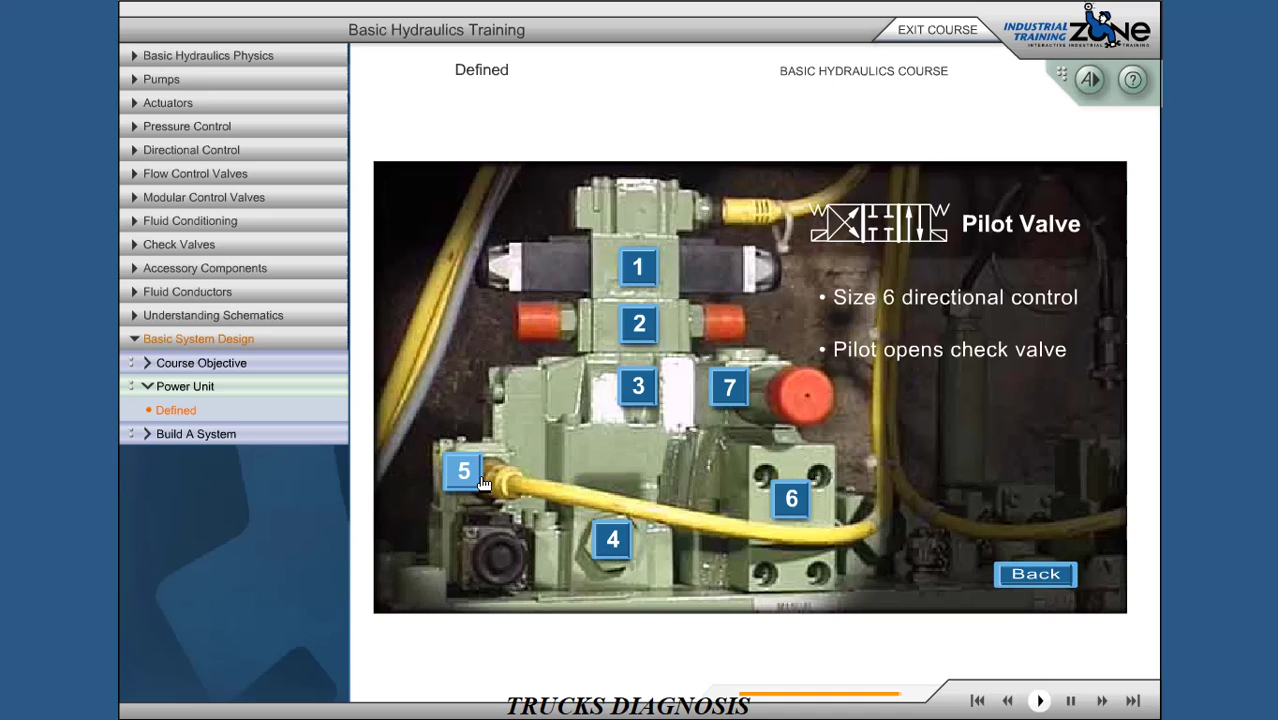 Basic Hydraulics Training
EXIT COURSE
INDUSTRIAL
TRAINING
ZONE
INTERACTIVE INDUSTRIAL TRAINING
Basic Hydraulics Physics
Pumps
Actuators
Pressure Control
Directional Control
Flow Control Valves
Modular Control Valves
Fluid Conditioning
Check Valves
Accessory Components
Fluid Conductors
Understanding Schematics
Basic System Design
Course Objective
Power Unit
• Defined
Build A System
Defined
BASIC HYDRAULICS COURSE
A
?
Pilot Valve
• Size 6 directional control
• Pilot opens check valve
1
2
3
7
5
6
4
Back
TRUCKS DIAGNOSIS